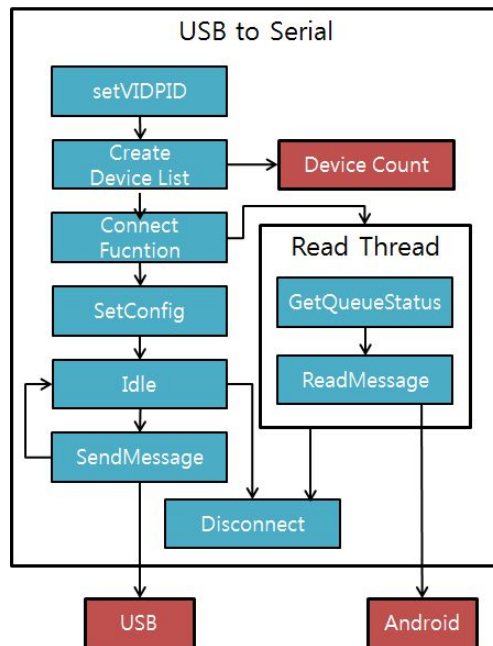 USB to Serial
setVIDPID
Create
Device List
Device Count
Connect
Fucntion
Read Thread
GetQueueStatus
SetConfig
ReadMessage
Idle
SendMessage
Disconnect
USB
Android